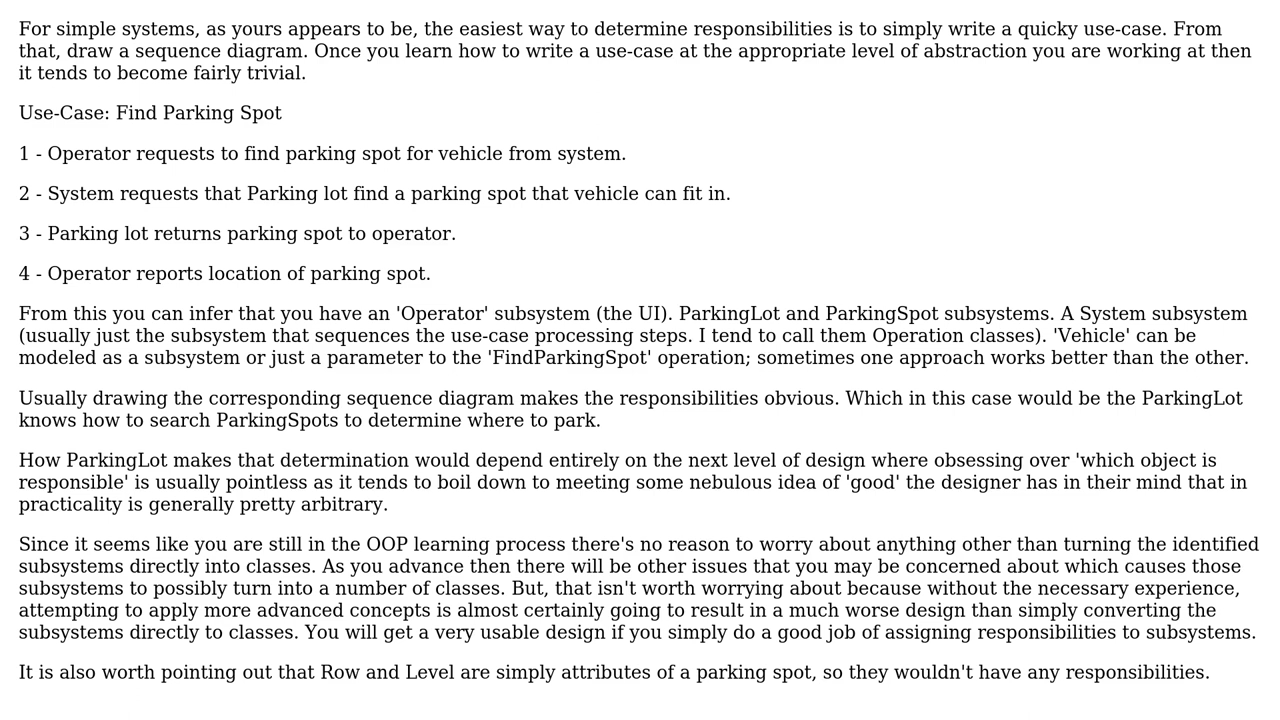 For simple systems, as yours appears to be, the easiest way to determine responsibilities is to simply write a quicky use-case. From
that, draw a sequence diagram. Once you learn how to write a use-case at the appropriate level of abstraction you are working at then
it tends to become fairly trivial.
Use-Case: Find Parking Spot
1 - Operator requests to find parking spot for vehicle from system.
2 - System requests that Parking lot find a parking spot that vehicle can fit in.
3 - Parking lot returns parking spot to operator.
4 - Operator reports location of parking spot.
From this you can infer that you have an 'Operator' subsystem (the UI). ParkingLot and ParkingSpot subsystems. A System subsystem
(usually just the subsystem that sequences the use-case processing steps. I tend to call them Operation classes). 'Vehicle' can be
modeled as a subsystem or just a parameter to the 'FindParkingSpot' operation; sometimes one approach works better than the other.
Usually drawing the corresponding sequence diagram makes the responsibilities obvious. Which in this case would be the ParkingLot
knows how to search ParkingSpots to determine where to park.
How ParkingLot makes that determination would depend entirely on the next level of design where obsessing over 'which object is
responsible' is usually pointless as it tends to boil down to meeting some nebulous idea of 'good' the designer has in their mind that in
practicality is generally pretty arbitrary.
Since it seems like you are still in the OOP learning process there's no reason to worry about anything other than turning the identified
subsystems directly into classes. As you advance then there will be other issues that you may be concerned about which causes those
subsystems to possibly turn into a number of classes. But, that isn't worth worrying about because without the necessary experience,
attempting to apply more advanced concepts is almost certainly going to result in a much worse design than simply converting the
subsystems directly to classes. You will get a very usable design if you simply do a good job of assigning responsibilities to subsystems.
It is also worth pointing out that Row and Level are simply attributes of a parking spot, so they wouldn't have any responsibilities.